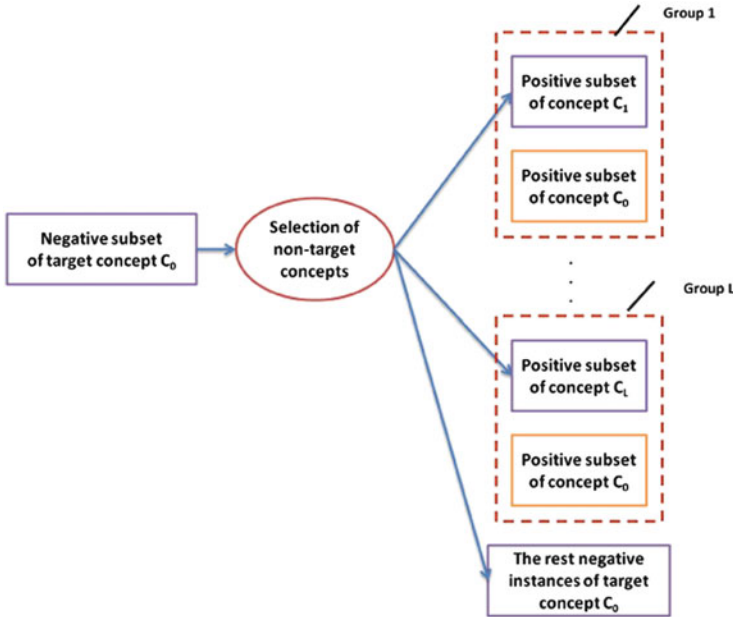 Group 1
Positive subset
of concept C₁
Positive subset
of concept C₀
Negative subset
of target concept C₀
Selection of
non-target
concepts
Group L
Positive subset
of concept C_L
Positive subset
of concept C₀
The rest negative
instances of target
concept C₀